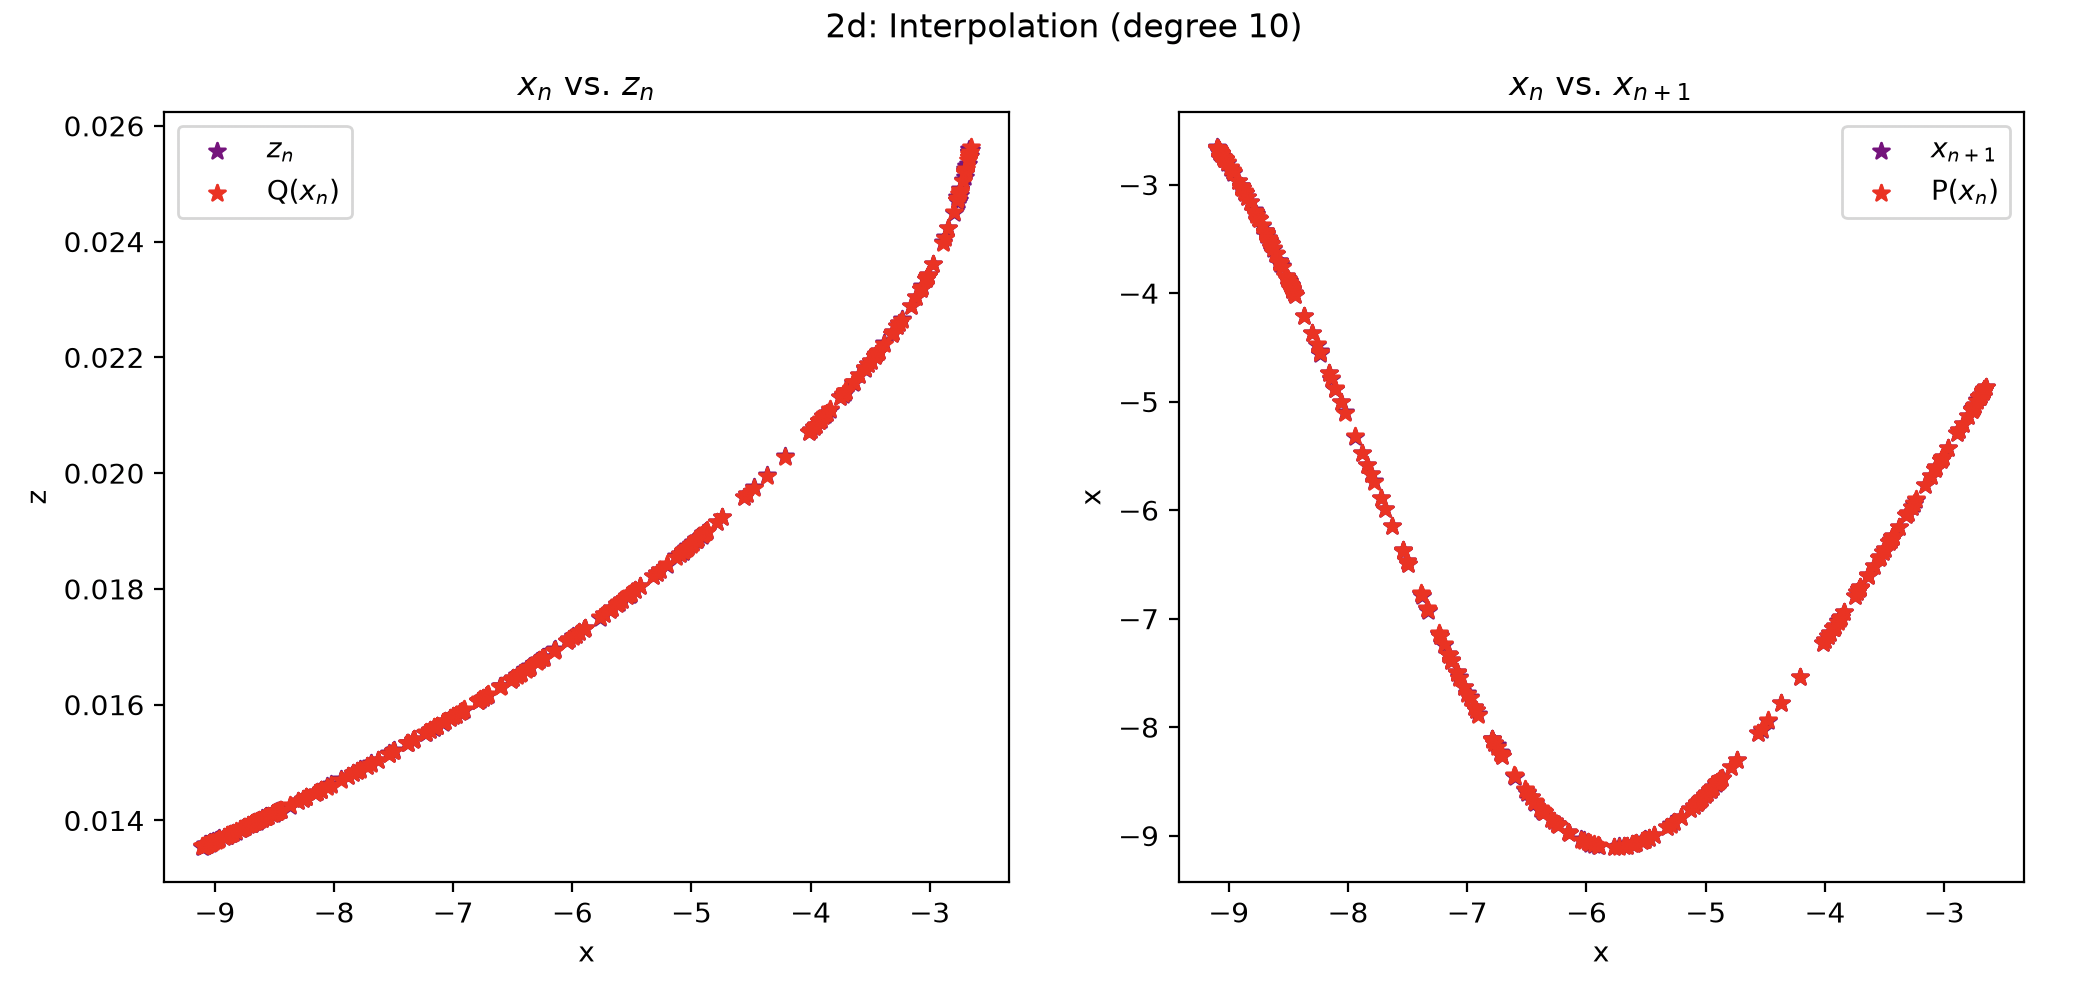 2d: Interpolation (degree 10)
xₙ vs. zₙ
0.026
0.024
0.022
0.020
0.018
0.016
0.014
z
zₙ
Q(xₙ)
−9 −8 −7 −6 −5 −4 −3
x
xₙ vs. xₙ₊₁
−3
−4
−5
−6
−7
−8
−9
x
xₙ₊₁
P(xₙ)
−9 −8 −7 −6 −5 −4 −3
x